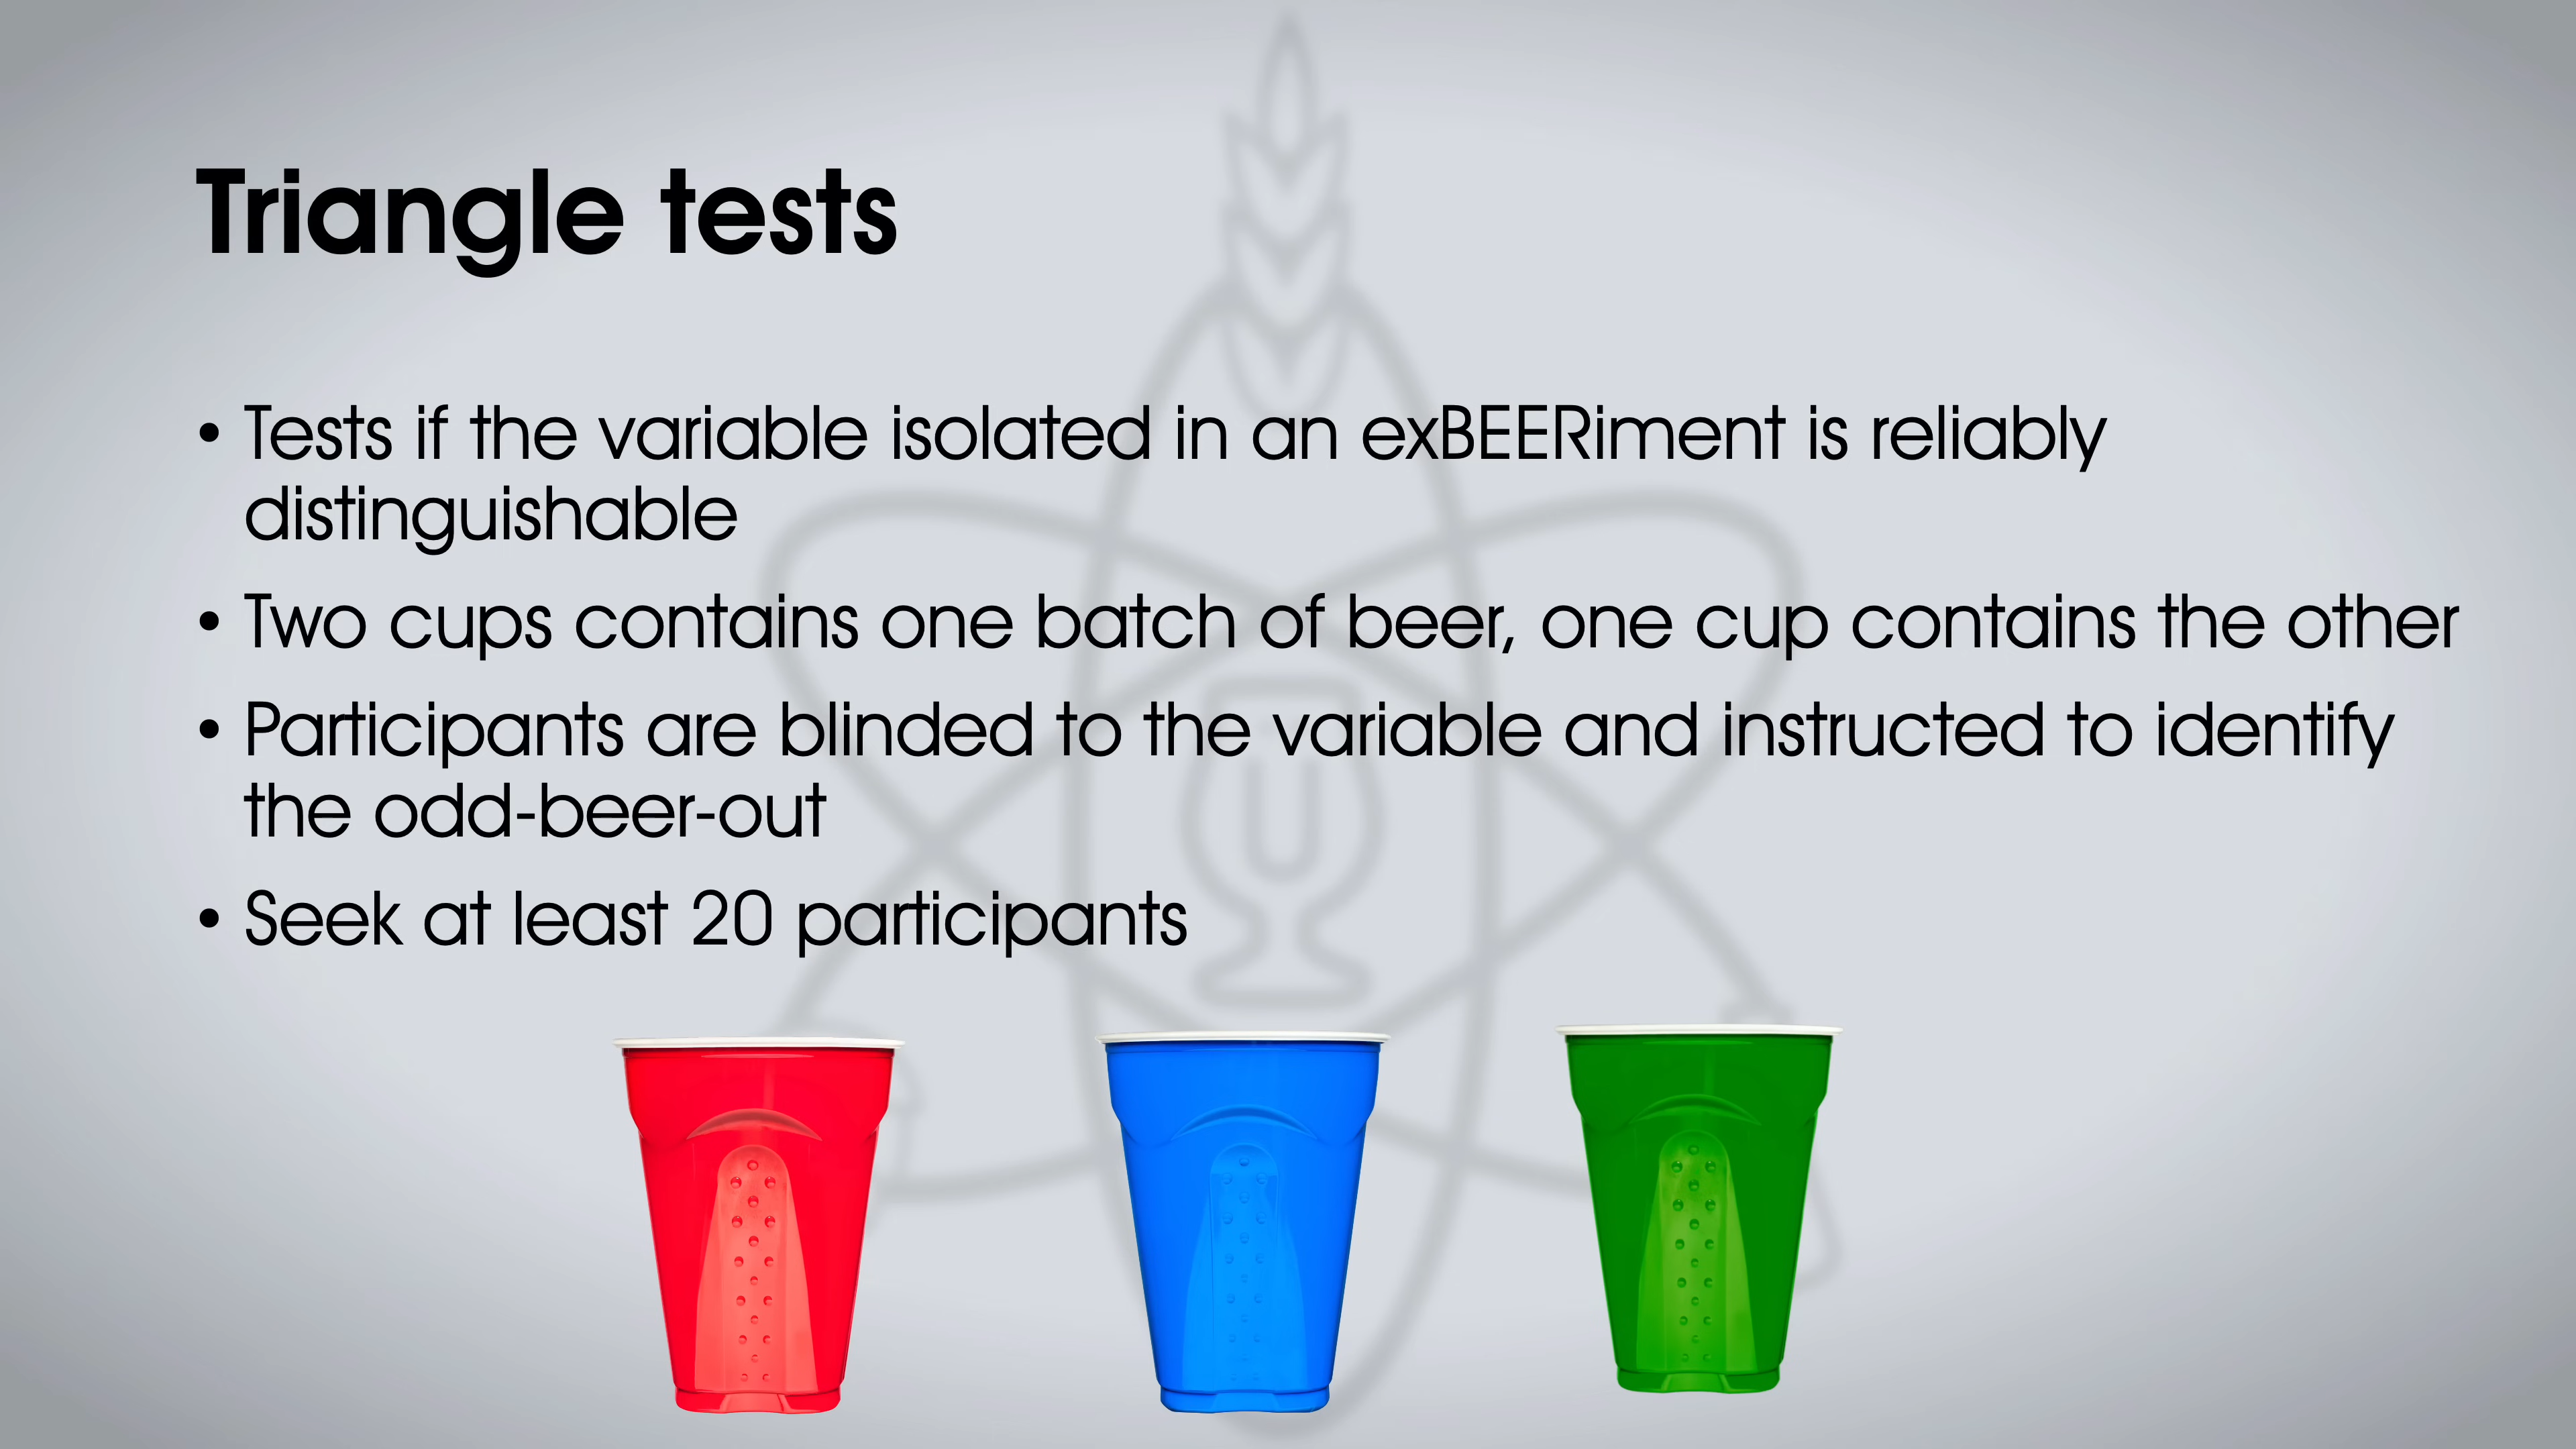 Triangle tests
• Tests if the variable isolated in an exBEERiment is reliably
distinguishable
• Two cups contains one batch of beer, one cup contains the other
• Participants are blinded to the variable and instructed to identify
the odd-beer-out
• Seek at least 20 participants